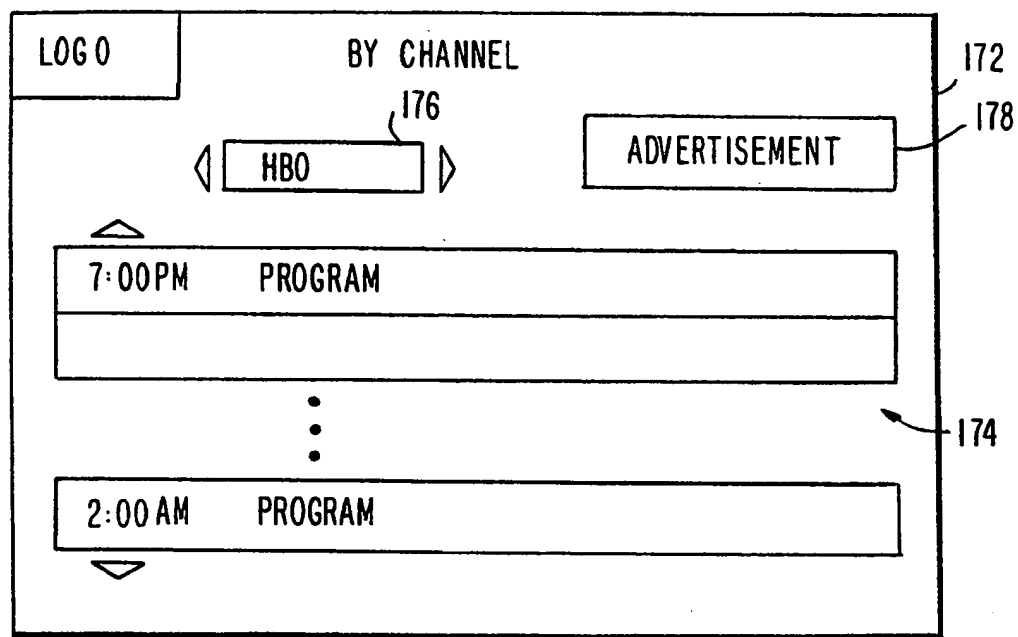 LOGO
BY CHANNEL
172
176
178
HBO
ADVERTISEMENT
7:00PM PROGRAM
174
2:00AM PROGRAM